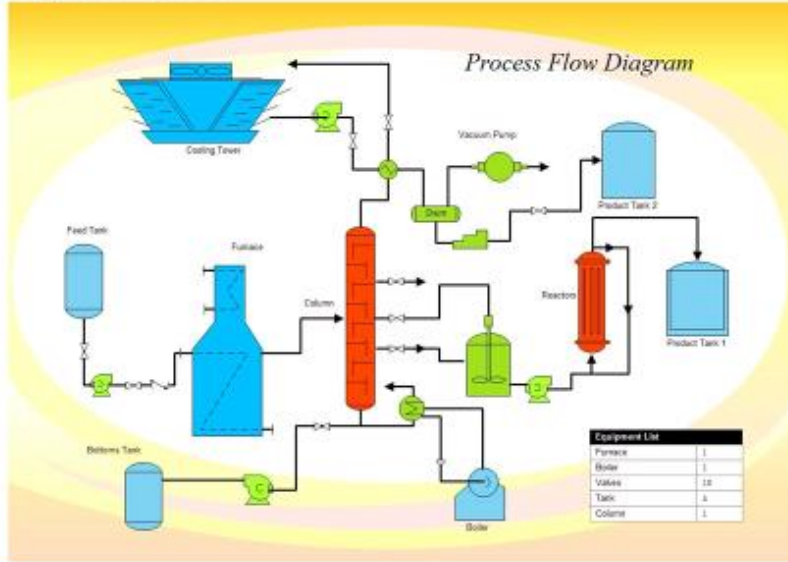 Process Flow Diagram
Cooling Tower
Vacuum Pump
Drum
Product Tank 2
Feed Tank
Furnace
Column
Reactors
Product Tank 1
Bottoms Tank
Boiler
Equipment List
Furnace 1
Boiler 1
Valves 10
Tank 4
Column 1